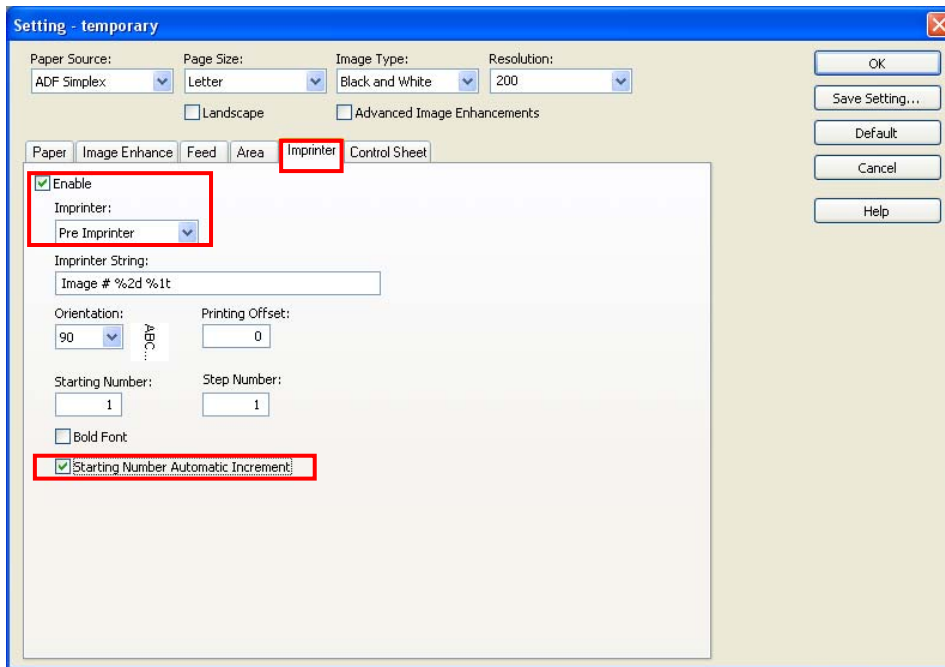 Setting - temporary
Paper Source: Page Size: Image Type: Resolution:
ADF Simplex Letter Black and White 200
Landscape Advanced Image Enhancements
OK
Save Setting...
Default
Cancel
Help
Paper Image Enhance Feed Area Imprinter Control Sheet
Enable
Imprinter:
Pre Imprinter
Imprinter String:
Image # %2d %1t
Orientation: Printing Offset:
90 ABC... 0
Starting Number: Step Number:
1 1
Bold Font
Starting Number Automatic Increment